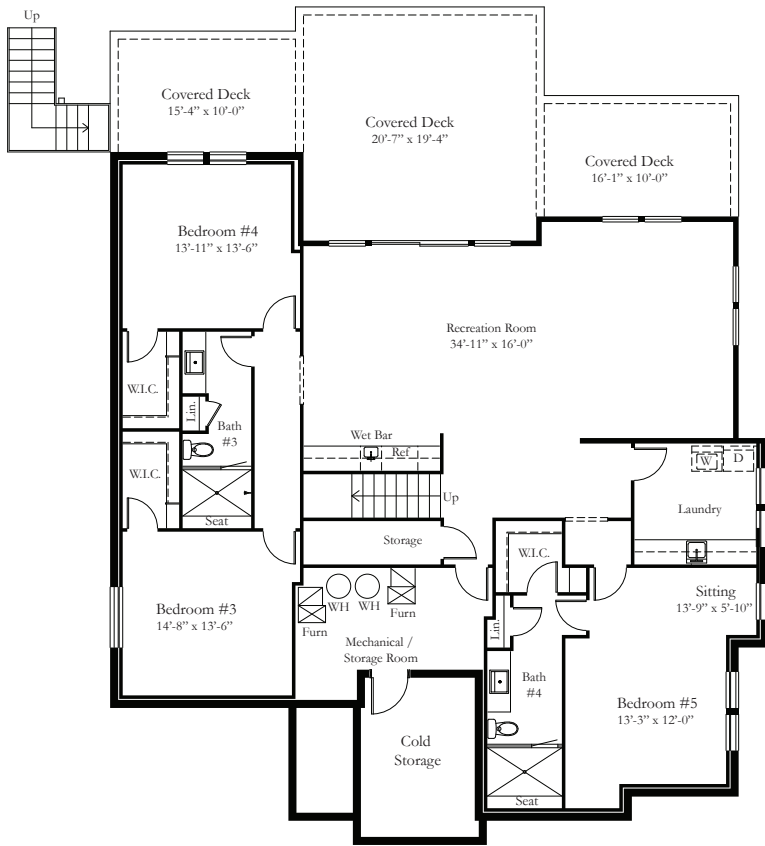 Up
Covered Deck
15’-4” x 10’-0”
Covered Deck
20’-7” x 19’-4”
Covered Deck
16’-1” x 10’-0”
Bedroom #4
13’-11” x 13’-6”
Recreation Room
34’-11” x 16’-0”
W.I.C.
Lin.
Bath
#3
Wet Bar
Ref
W
D
W.I.C.
Up
Laundry
Seat
Storage
W.I.C.
Sitting
13’-9” x 5’-10”
Bedroom #3
14’-8” x 13’-6”
WH
WH
Furn
Furn
Lin.
Mechanical /
Storage Room
Bath
#4
Bedroom #5
13’-3” x 12’-0”
Cold
Storage
Seat